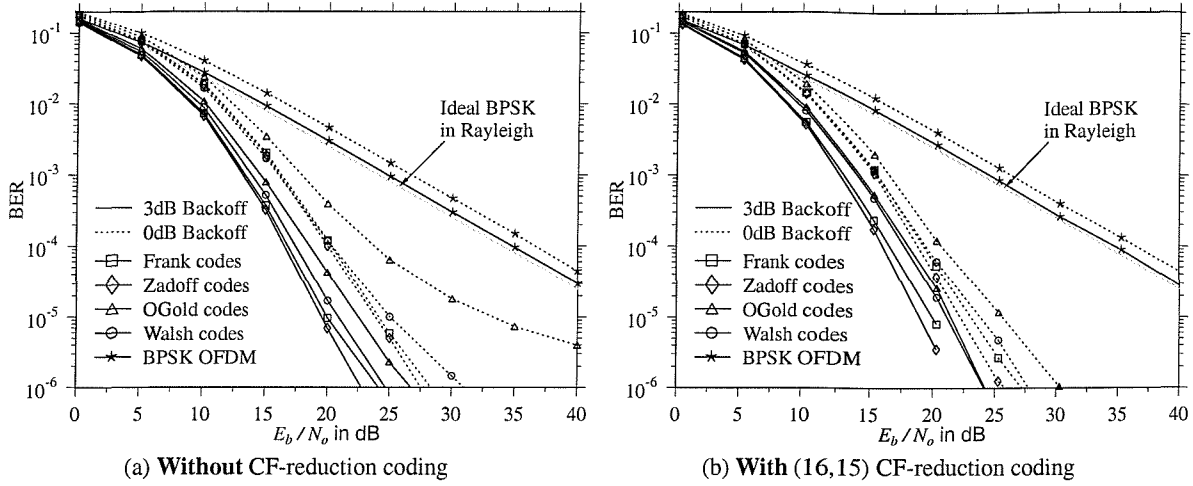 10^-1
10^-2
10^-3
10^-4
10^-5
10^-6
BER
0 5 10 15 20 25 30 35 40
E_b / N_o in dB
Ideal BPSK
in Rayleigh
3dB Backoff
0dB Backoff
Frank codes
Zadoff codes
OGold codes
Walsh codes
BPSK OFDM
(a) Without CF-reduction coding
10^-1
10^-2
10^-3
10^-4
10^-5
10^-6
BER
0 5 10 15 20 25 30 35 40
E_b / N_o in dB
Ideal BPSK
in Rayleigh
3dB Backoff
0dB Backoff
Frank codes
Zadoff codes
OGold codes
Walsh codes
BPSK OFDM
(b) With (16,15) CF-reduction coding